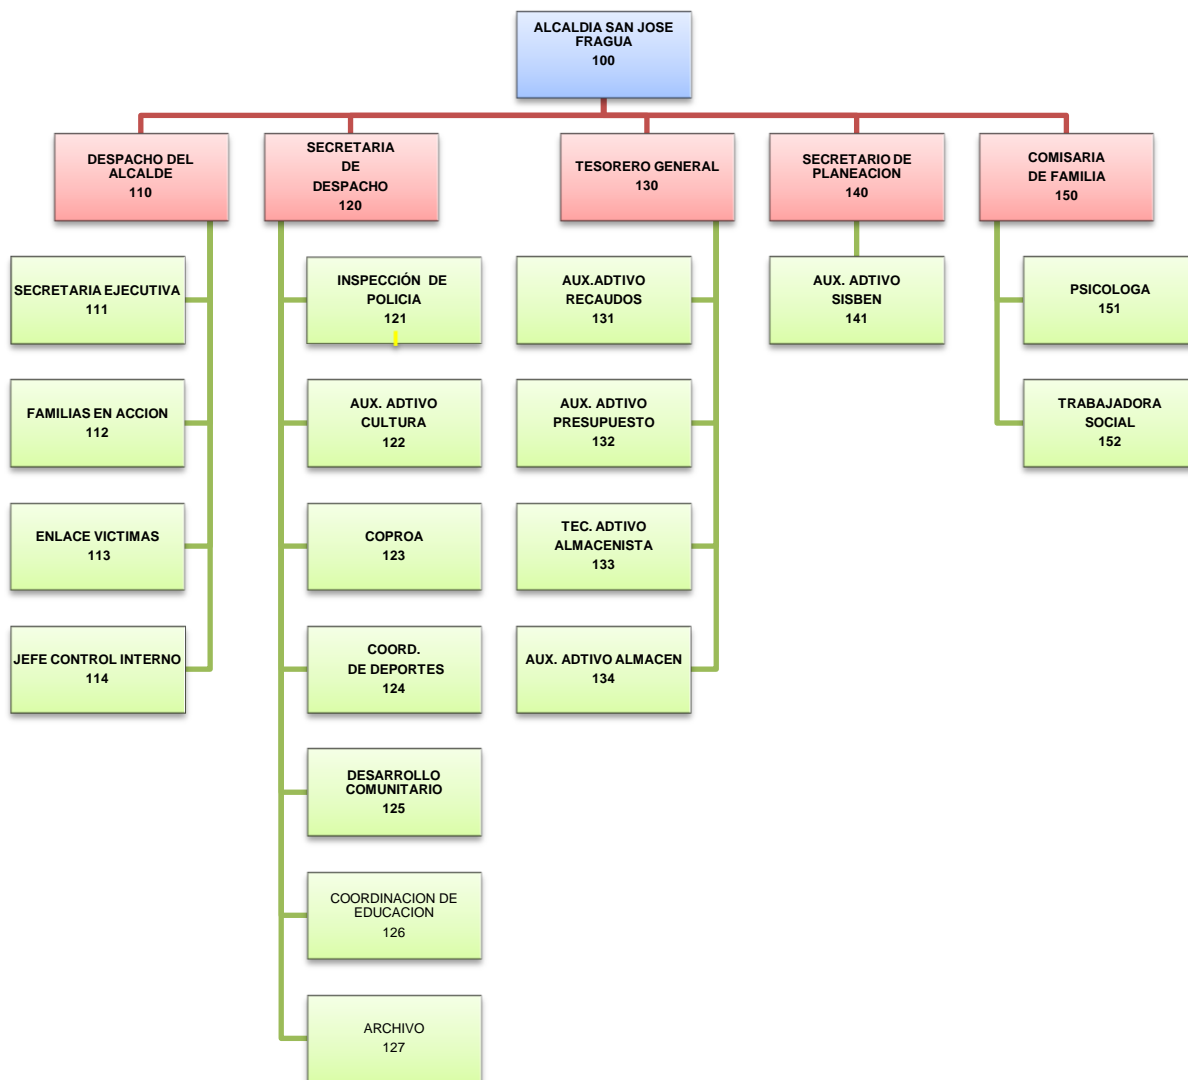 ALCALDIA SAN JOSE
FRAGUA
100
DESPACHO DEL
ALCALDE
110
SECRETARIA
DE
DESPACHO
120
TESORERO GENERAL
130
SECRETARIO DE
PLANEACION
140
COMISARIA
DE FAMILIA
150
SECRETARIA EJECUTIVA
111
INSPECCIÓN DE
POLICIA
121
AUX.ADTIVO
RECAUDOS
131
AUX. ADTIVO
SISBEN
141
PSICOLOGA
151
FAMILIAS EN ACCION
112
AUX. ADTIVO
CULTURA
122
AUX. ADTIVO
PRESUPUESTO
132
TRABAJADORA
SOCIAL
152
ENLACE VICTIMAS
113
COPROA
123
TEC. ADTIVO
ALMACENISTA
133
JEFE CONTROL INTERNO
114
COORD.
DE DEPORTES
124
AUX. ADTIVO ALMACEN
134
DESARROLLO
COMUNITARIO
125
COORDINACION DE
EDUCACION
126
ARCHIVO
127